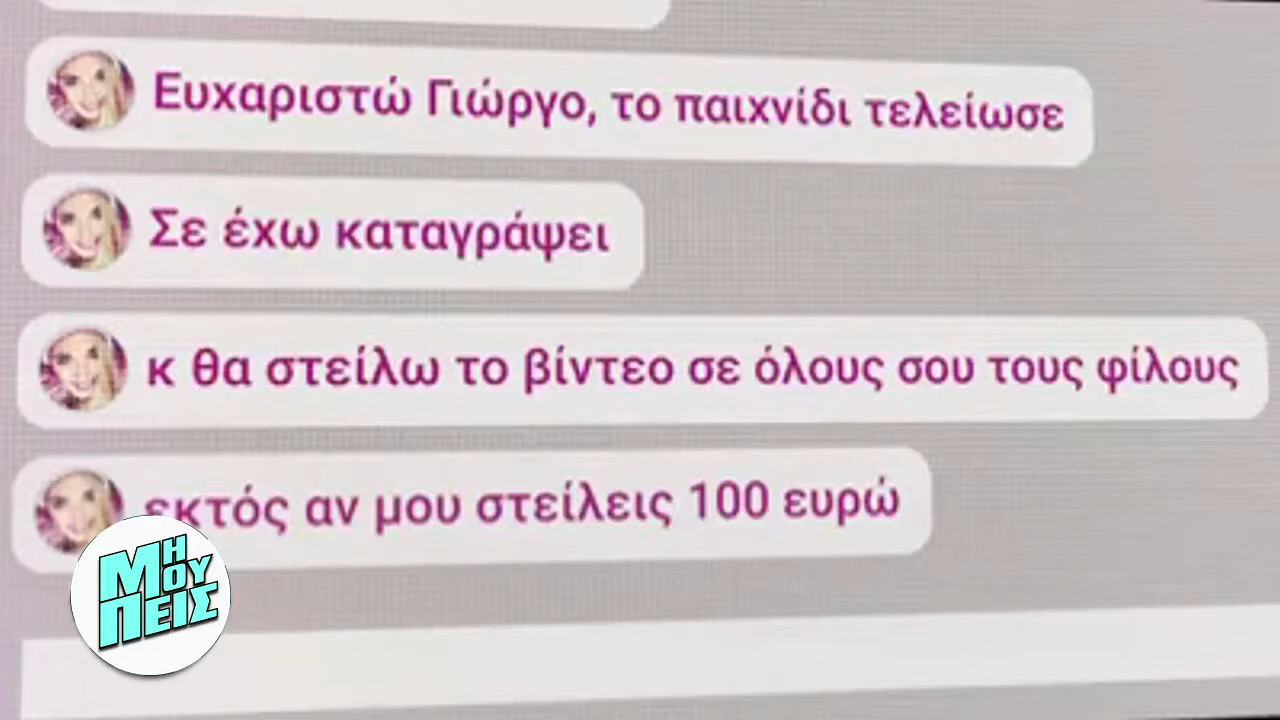 Ευχαριστώ Γιώργο, το παιχνίδι τελείωσε
Σε έχω καταγράψει
κ θα στείλω το βίντεο σε όλους σου τους φίλους
εκτός αν μου στείλεις 100 ευρώ
ΜΗ
ΜΟΥ
ΠΕΙΣ